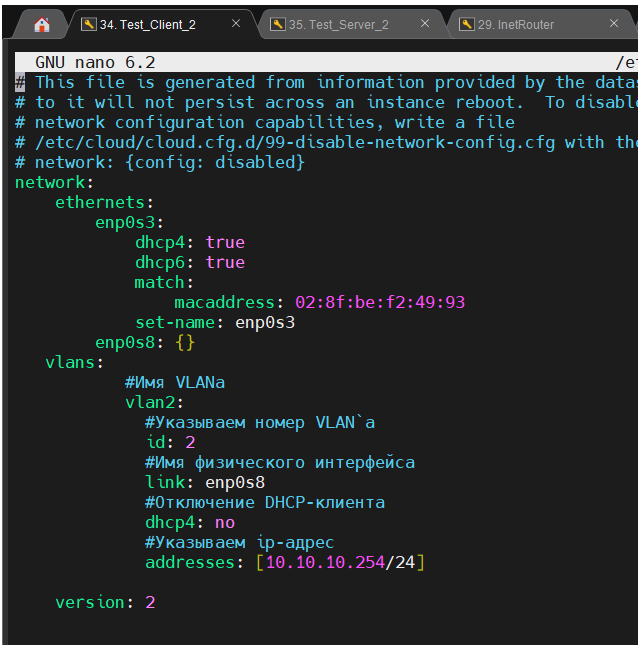 34. Test_Client_2
35. Test_Server_2
29. InetRouter
GNU nano 6.2 /et
# This file is generated from information provided by the datas
# to it will not persist across an instance reboot.  To disable
# network configuration capabilities, write a file
# /etc/cloud/cloud.cfg.d/99-disable-network-config.cfg with the
# network: {config: disabled}
network:
    ethernets:
        enp0s3:
            dhcp4: true
            dhcp6: true
            match:
                macaddress: 02:8f:be:f2:49:93
            set-name: enp0s3
        enp0s8: {}
   vlans:
           #Имя VLANa
           vlan2:
             #Указываем номер VLAN`a
             id: 2
             #Имя физического интерфейса
             link: enp0s8
             #Отключение DHCP-клиента
             dhcp4: no
             #Указываем ip-адрес
             addresses: [10.10.10.254/24]
    version: 2